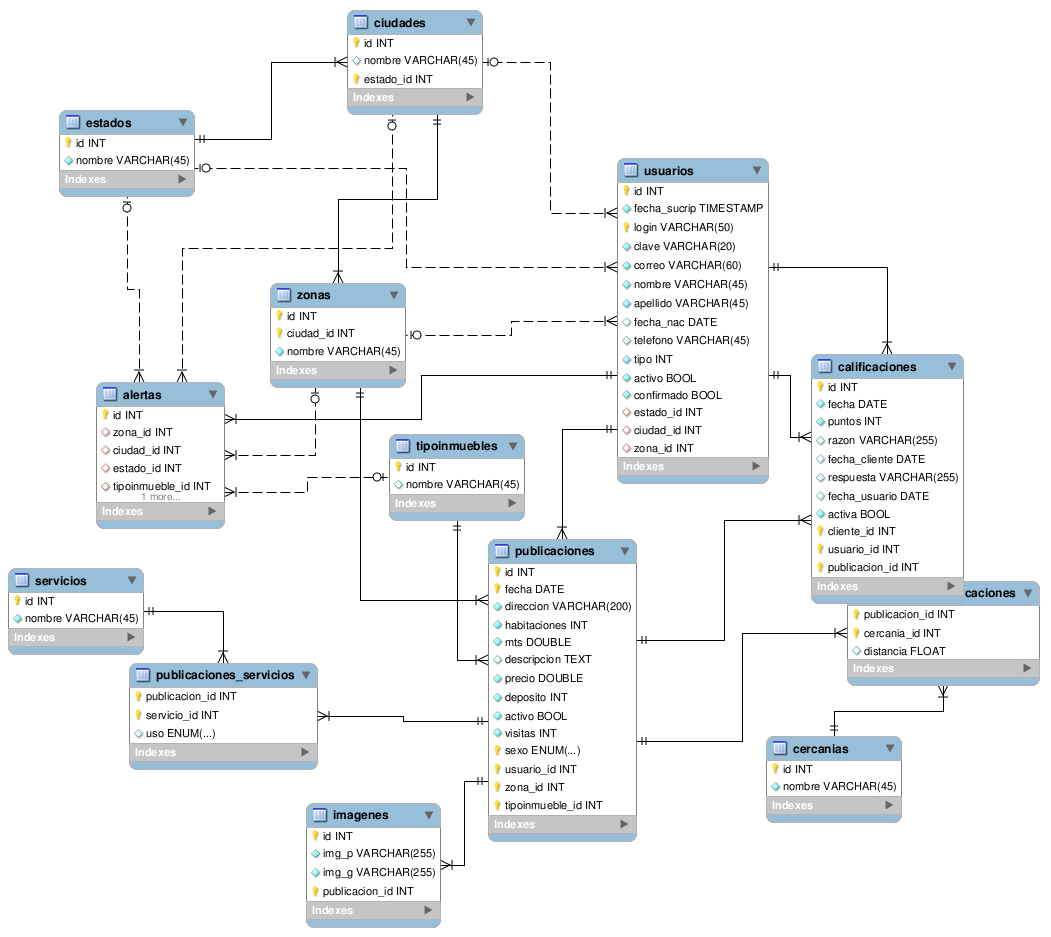 ciudades
id INT
nombre VARCHAR(45)
estado_id INT
Indexes
estados
id INT
nombre VARCHAR(45)
Indexes
usuarios
id INT
fecha_sucrip TIMESTAMP
login VARCHAR(50)
clave VARCHAR(20)
correo VARCHAR(60)
nombre VARCHAR(45)
apellido VARCHAR(45)
fecha_nac DATE
telefono VARCHAR(45)
tipo INT
activo BOOL
confirmado BOOL
estado_id INT
ciudad_id INT
zona_id INT
Indexes
zonas
id INT
ciudad_id INT
nombre VARCHAR(45)
Indexes
calificaciones
id INT
fecha DATE
puntos INT
razon VARCHAR(255)
fecha_cliente DATE
respuesta VARCHAR(255)
fecha_usuario DATE
activa BOOL
cliente_id INT
usuario_id INT
publicacion_id INT
Indexes
alertas
id INT
zona_id INT
ciudad_id INT
estado_id INT
tipoinmueble_id INT
1 more...
Indexes
tipoinmuebles
id INT
nombre VARCHAR(45)
Indexes
publicaciones
id INT
fecha DATE
direccion VARCHAR(200)
habitaciones INT
mts DOUBLE
descripcion TEXT
precio DOUBLE
deposito INT
activo BOOL
visitas INT
sexo ENUM(...)
usuario_id INT
zona_id INT
tipoinmueble_id INT
Indexes
servicios
id INT
nombre VARCHAR(45)
Indexes
caciones
publicacion_id INT
cercania_id INT
distancia FLOAT
Indexes
publicaciones_servicios
publicacion_id INT
servicio_id INT
uso ENUM(...)
Indexes
cercanias
id INT
nombre VARCHAR(45)
Indexes
imagenes
id INT
img_p VARCHAR(255)
img_g VARCHAR(255)
publicacion_id INT
Indexes